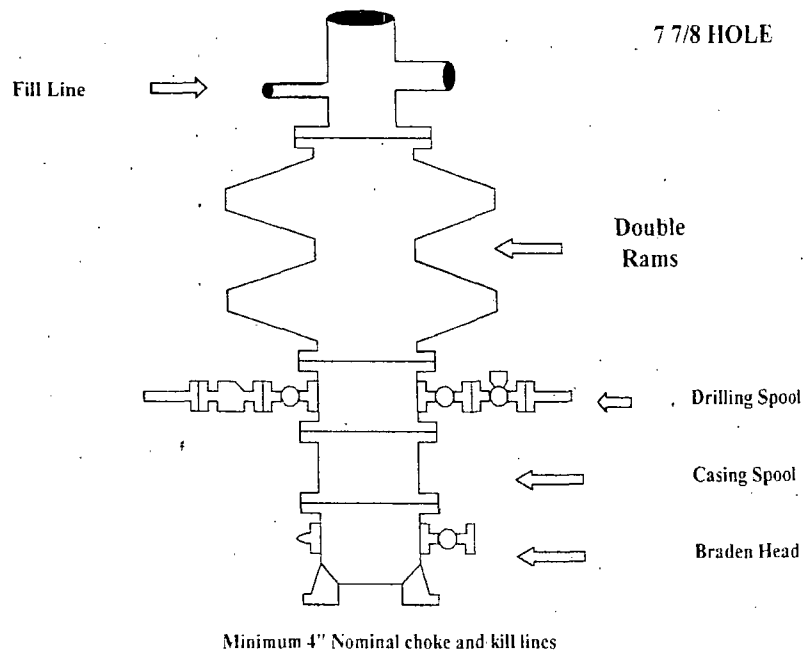 7 7/8 HOLE
Fill Line
Double
Rams
Drilling Spool
Casing Spool
Braden Head
Minimum 4" Nominal choke and kill lines